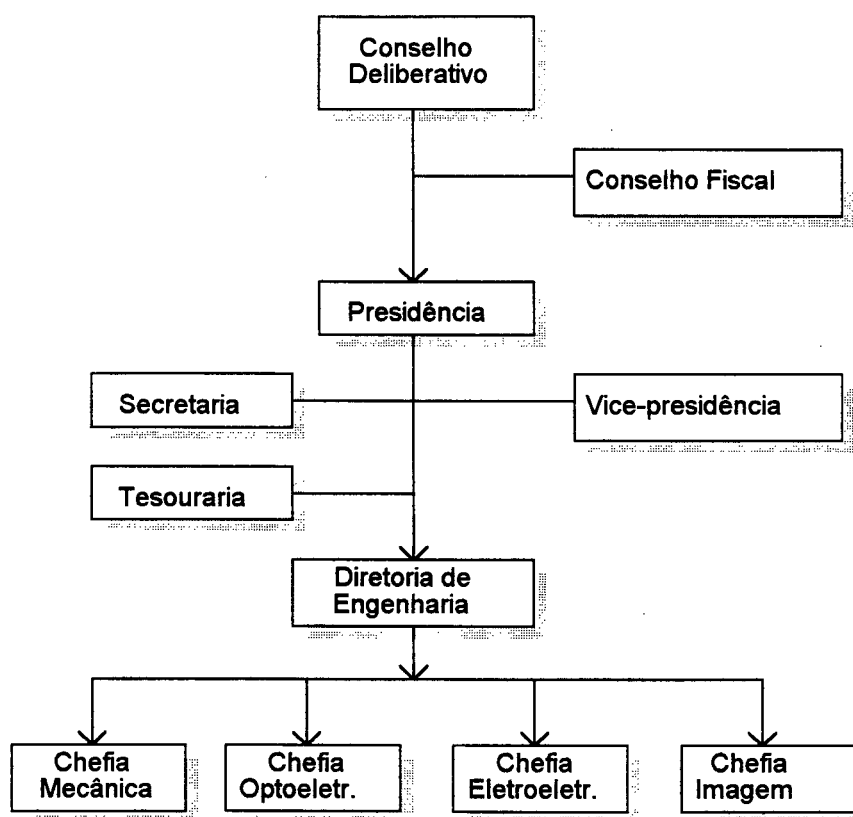 Conselho
Deliberativo
Conselho Fiscal
Presidência
Secretaria
Vice-presidência
Tesouraria
Diretoria de
Engenharia
Chefia
Mecânica
Chefia
Optoeletr.
Chefia
Eletroeletr.
Chefia
Imagem